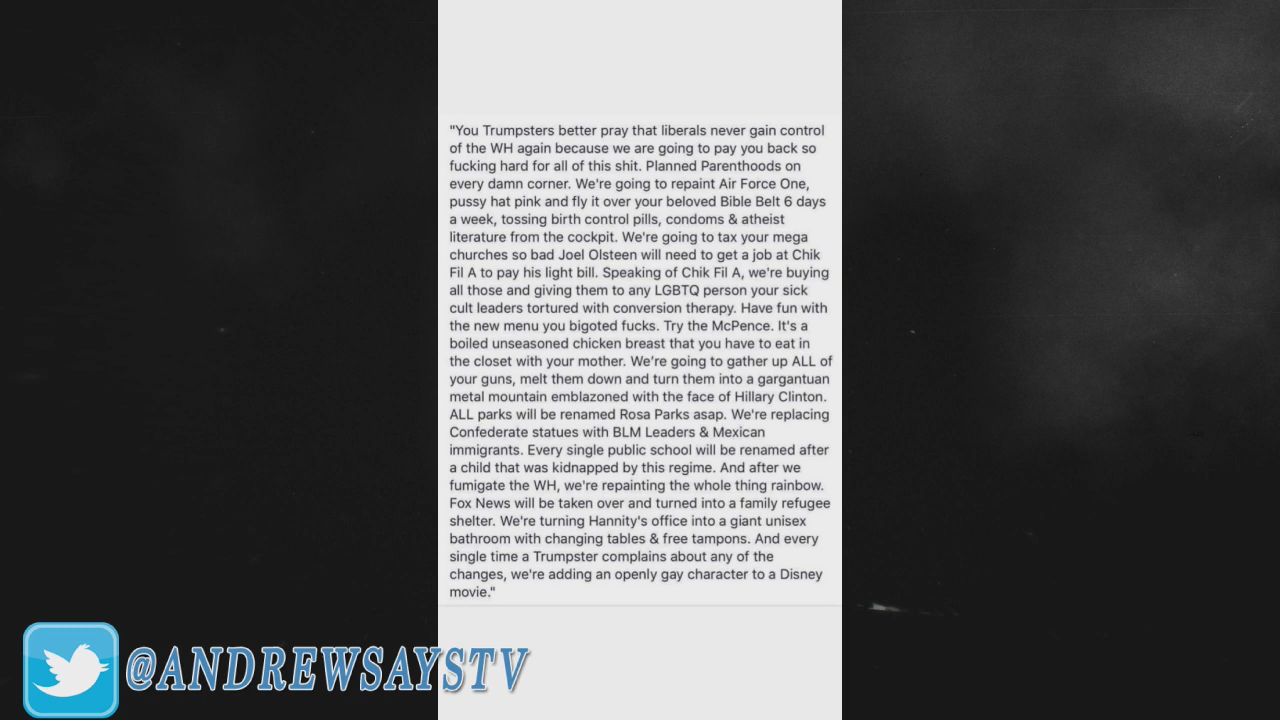 "You Trumpsters better pray that liberals never gain control
of the WH again because we are going to pay you back so
fucking hard for all of this shit. Planned Parenthoods on
every damn corner. We're going to repaint Air Force One,
pussy hat pink and fly it over your beloved Bible Belt 6 days
a week, tossing birth control pills, condoms & atheist
literature from the cockpit. We're going to tax your mega
churches so bad Joel Olsteen will need to get a job at Chik
Fil A to pay his light bill. Speaking of Chik Fil A, we're buying
all those and giving them to any LGBTQ person your sick
cult leaders tortured with conversion therapy. Have fun with
the new menu you bigoted fucks. Try the McPence. It's a
boiled unseasoned chicken breast that you have to eat in
the closet with your mother. We're going to gather up ALL of
your guns, melt them down and turn them into a gargantuan
metal mountain emblazoned with the face of Hillary Clinton.
ALL parks will be renamed Rosa Parks asap. We're replacing
Confederate statues with BLM Leaders & Mexican
immigrants. Every single public school will be renamed after
a child that was kidnapped by this regime. And after we
fumigate the WH, we're repainting the whole thing rainbow.
Fox News will be taken over and turned into a family refugee
shelter. We're turning Hannity's office into a giant unisex
bathroom with changing tables & free tampons. And every
single time a Trumpster complains about any of the
changes, we're adding an openly gay character to a Disney
movie."
@ANDREWSAYSTV